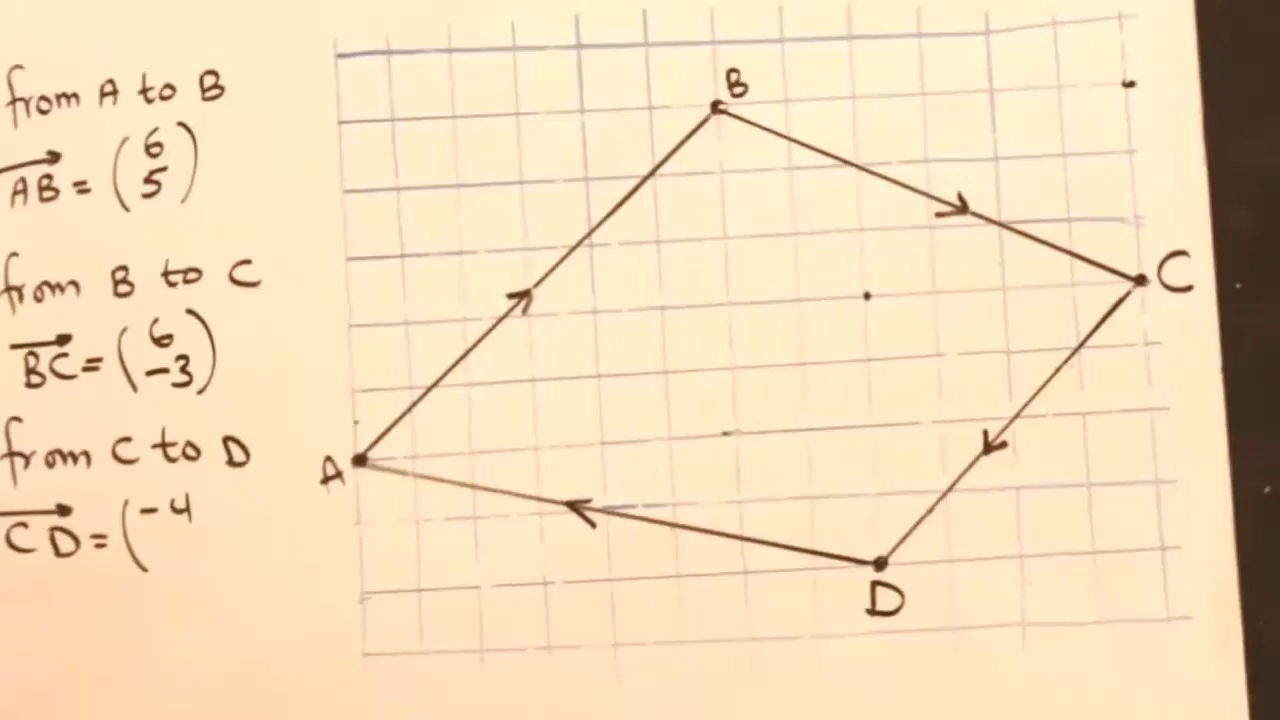 from A to B
AB = (6
5)
from B to C
BC = (6
-3)
from C to D
CD = (-4
A
B
C
D